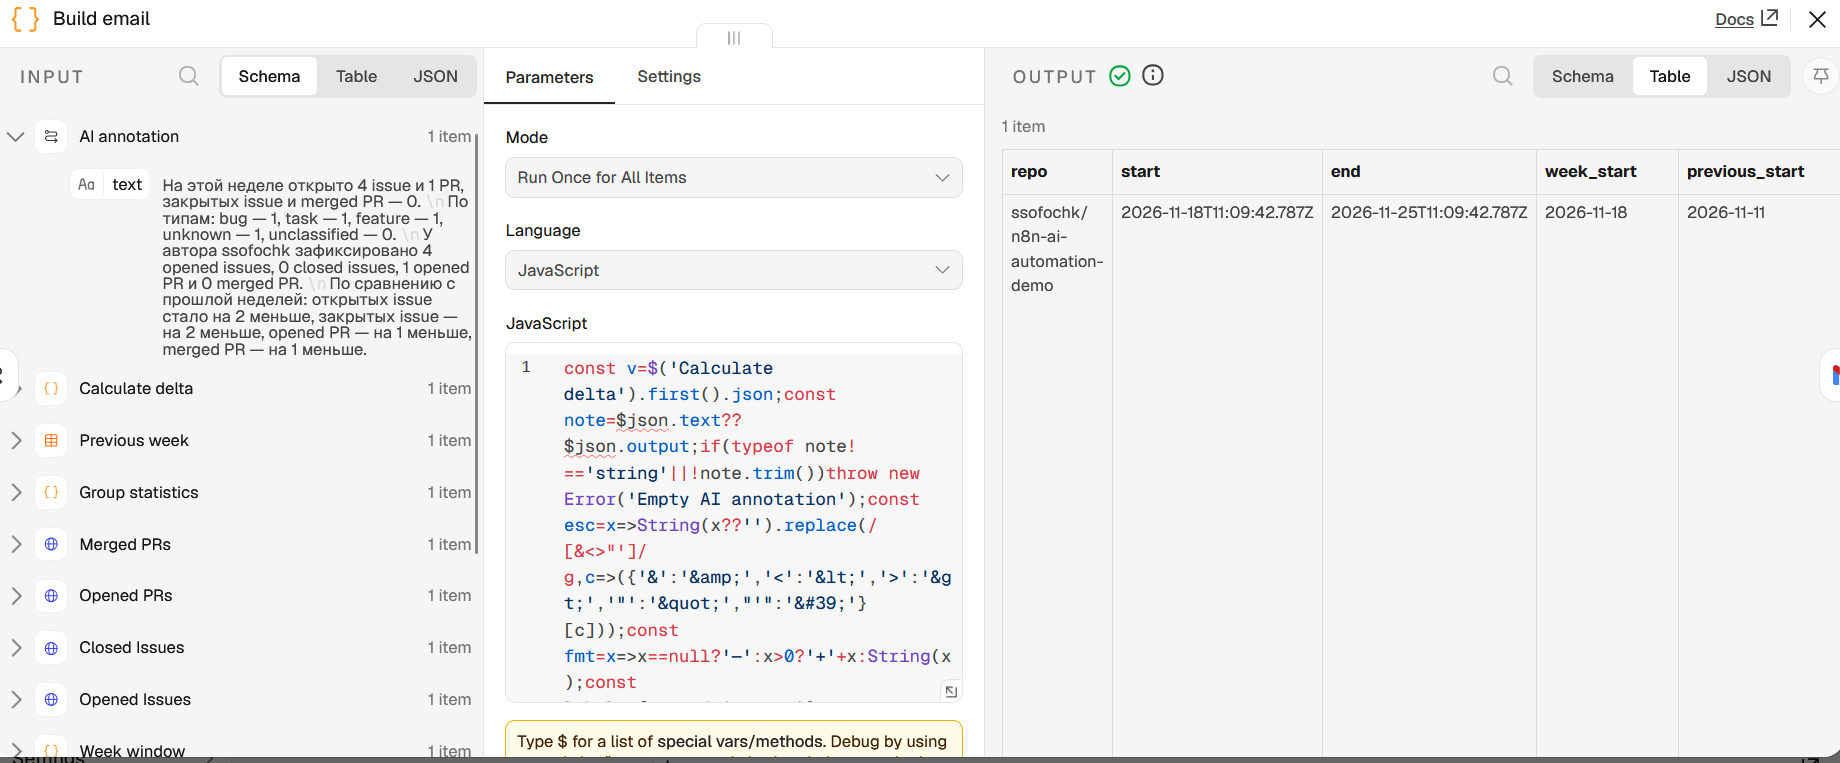 Build email
Docs
INPUT
Schema
Table
JSON
AI annotation
1 item
Aa text
На этой неделе открыто 4 issue и 1 PR,
закрытых issue и merged PR — 0. \n По
типам: bug — 1, task — 1, feature — 1,
unknown — 1, unclassified — 0. \n У
автора ssofochk зафиксировано 4
opened issues, 0 closed issues, 1 opened
PR и 0 merged PR. \n По сравнению с
прошлой неделей: открытых issue
стало на 2 меньше, закрытых issue —
на 2 меньше, opened PR — на 1 меньше,
merged PR — на 1 меньше.
Calculate delta
1 item
Previous week
1 item
Group statistics
1 item
Merged PRs
1 item
Opened PRs
1 item
Closed Issues
1 item
Opened Issues
1 item
Week window
1 item
Settings
Parameters
Settings
Mode
Run Once for All Items
Language
JavaScript
JavaScript
1
const v=$('Calculate
delta').first().json;const
note=$json.text??
$json.output;if(typeof note!
=='string'||!note.trim())throw new
Error('Empty AI annotation');const
esc=x=>String(x??'').replace(/
[&<>"']/
g,c=>({'&':'&amp;','<':'&lt;','>':'&g
t;','"':'&quot;',"'":'&#39;'}
[c]));const
fmt=x=>x==null?'—':x>0?'+'+x:String(x
);const
Type $ for a list of special vars/methods. Debug by using
OUTPUT
Schema
Table
JSON
1 item
repo
start
end
week_start
previous_start
ssofochk/
n8n-ai-
automation-
demo
2026-11-18T11:09:42.787Z
2026-11-25T11:09:42.787Z
2026-11-18
2026-11-11